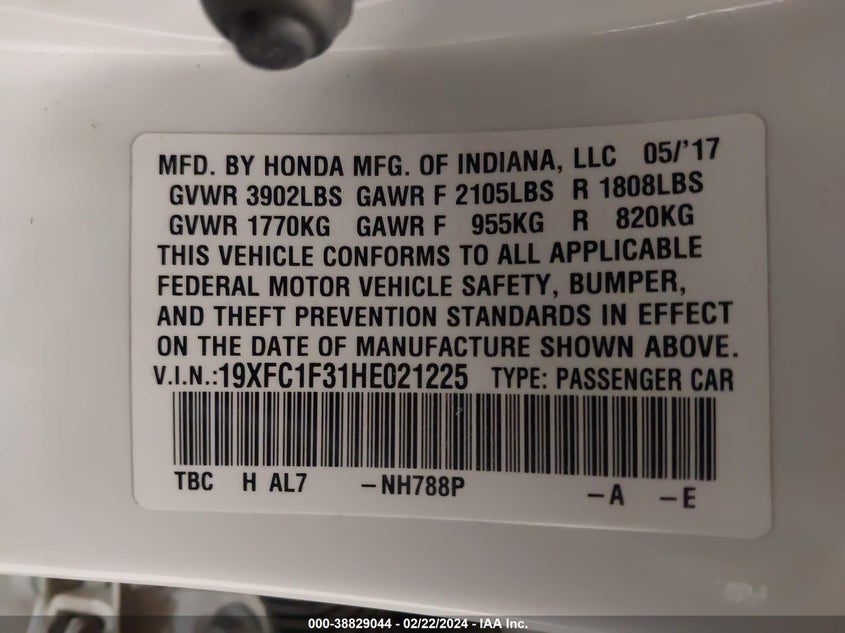 MFD. BY HONDA MFG. OF INDIANA, LLC 05/'17
GVWR 3902LBS GAWR F 2105LBS R 1808LBS
GVWR 1770KG GAWR F 955KG R 820KG
THIS VEHICLE CONFORMS TO ALL APPLICABLE
FEDERAL MOTOR VEHICLE SAFETY, BUMPER,
AND THEFT PREVENTION STANDARDS IN EFFECT
ON THE DATE OF MANUFACTURE SHOWN ABOVE.
V.I.N.:19XFC1F31HE021225 TYPE: PASSENGER CAR
TBC H AL7 -NH788P -A -E
000-38829044 - 02/22/2024 - IAA Inc.